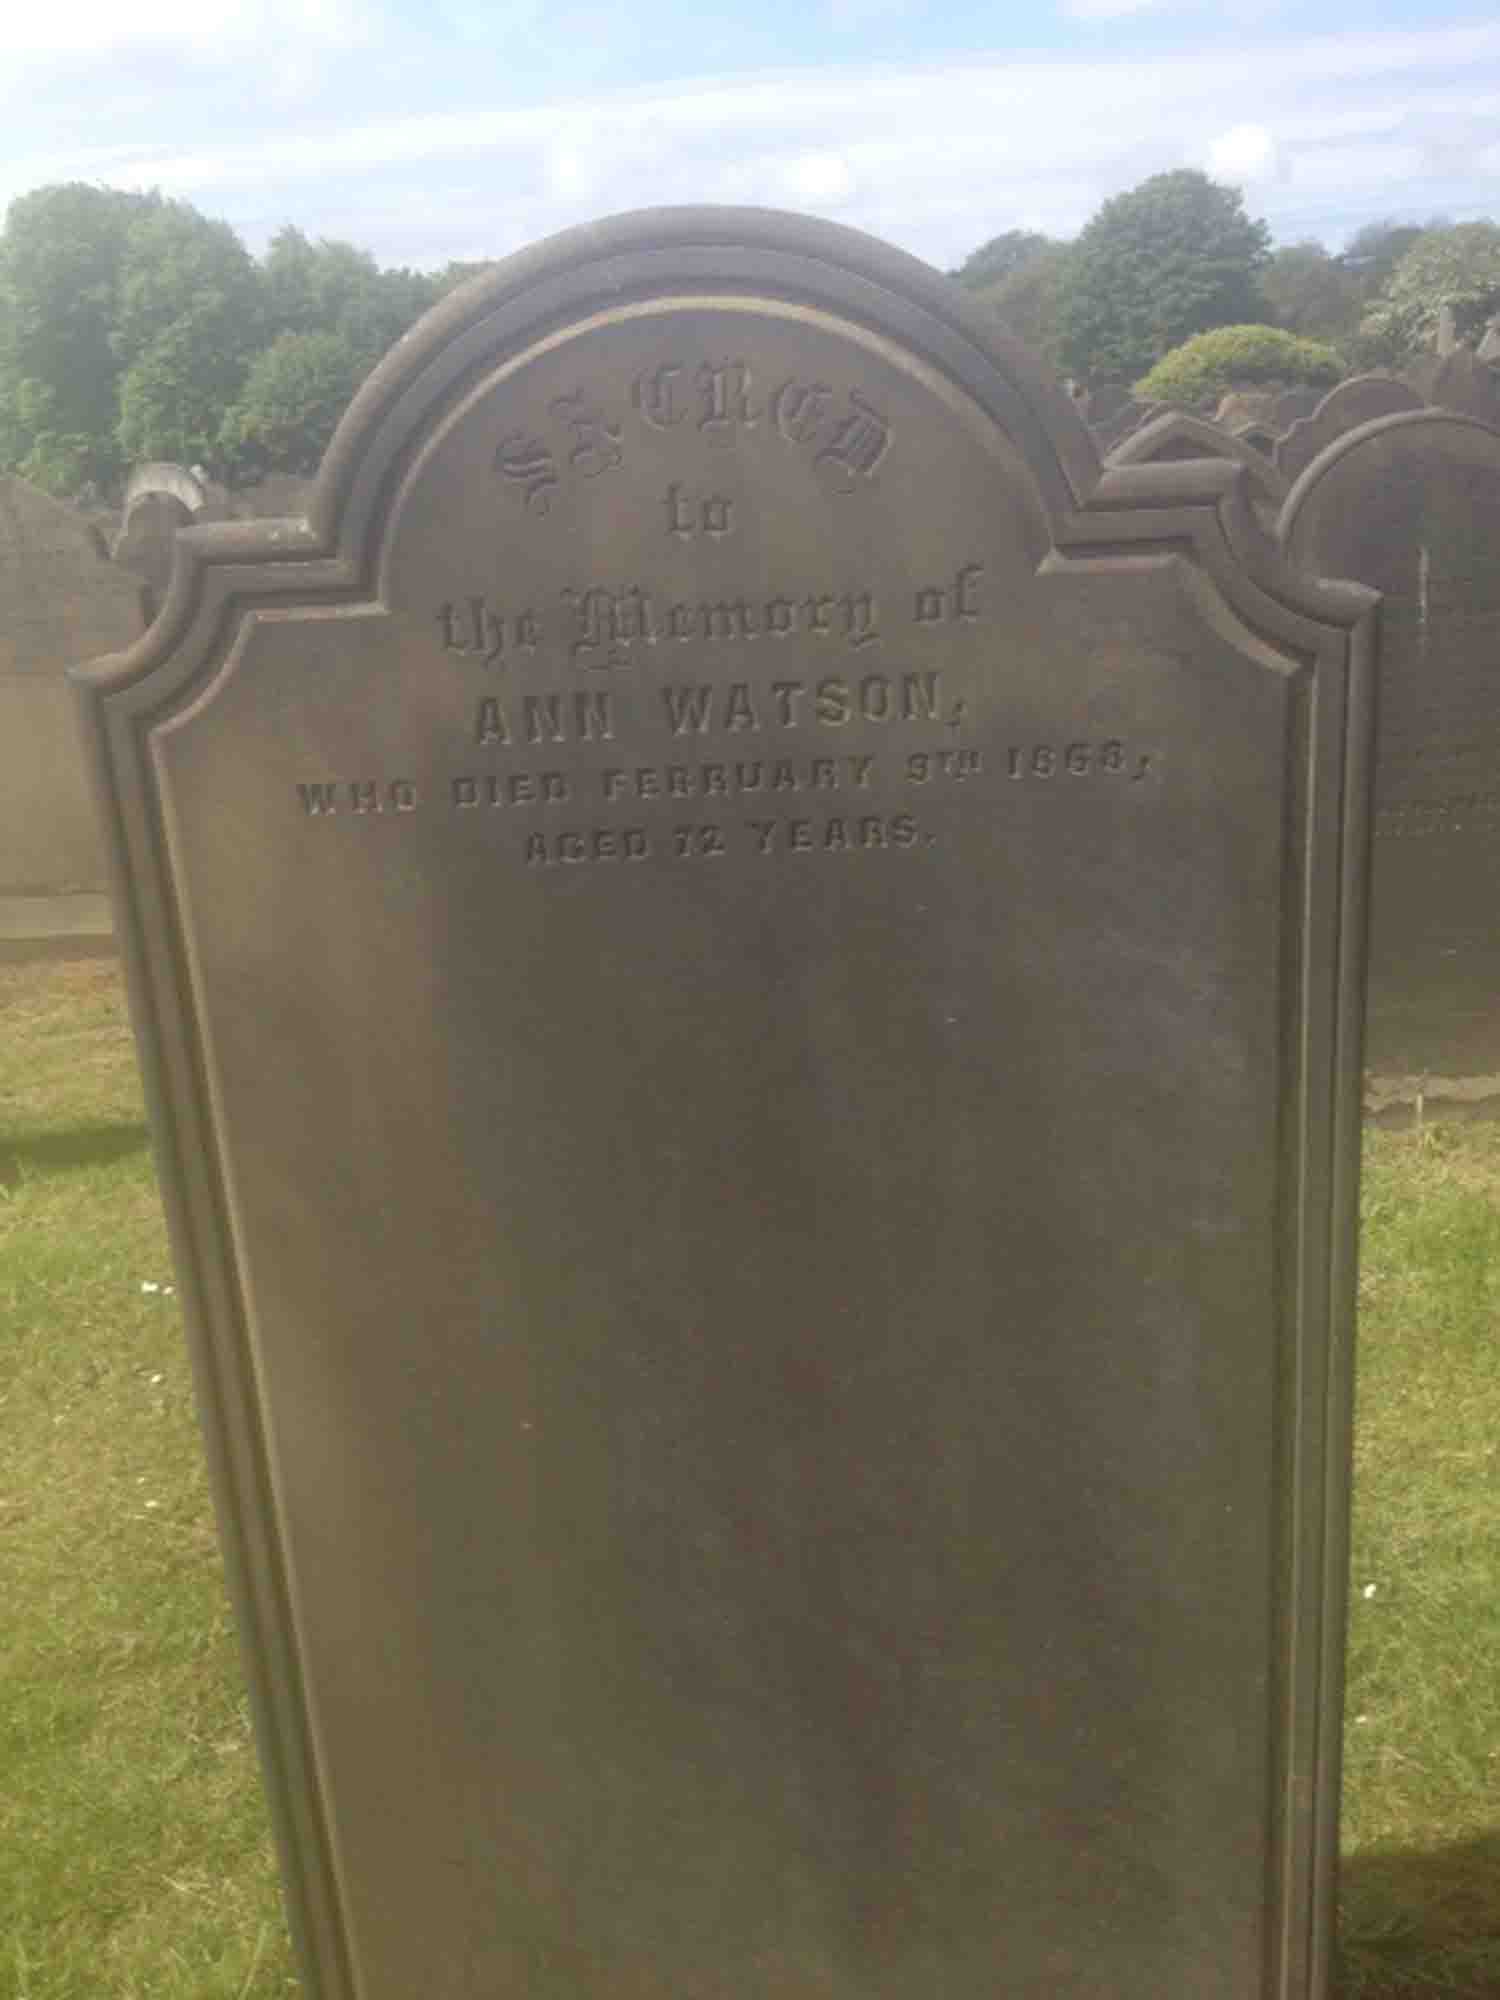 SACRED
to
the Memory of
ANN WATSON,
WHO DIED FEBRUARY 9TH 1868,
AGED 72 YEARS.